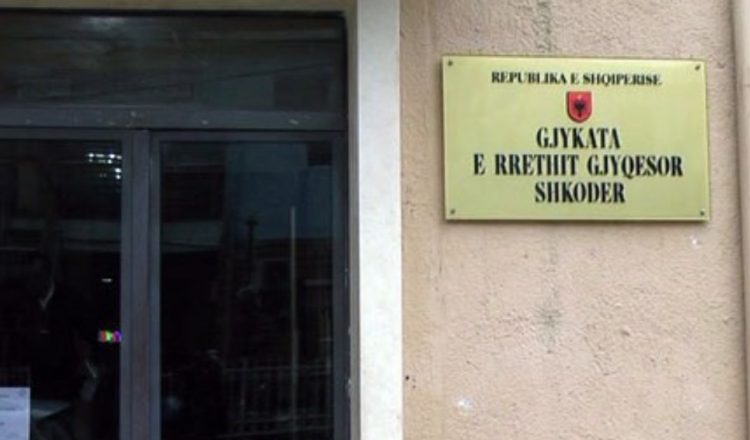 REPUBLIKA E SHQIPERISE
GJYKATA
E RRETHIT GJYQESOR
SHKODER